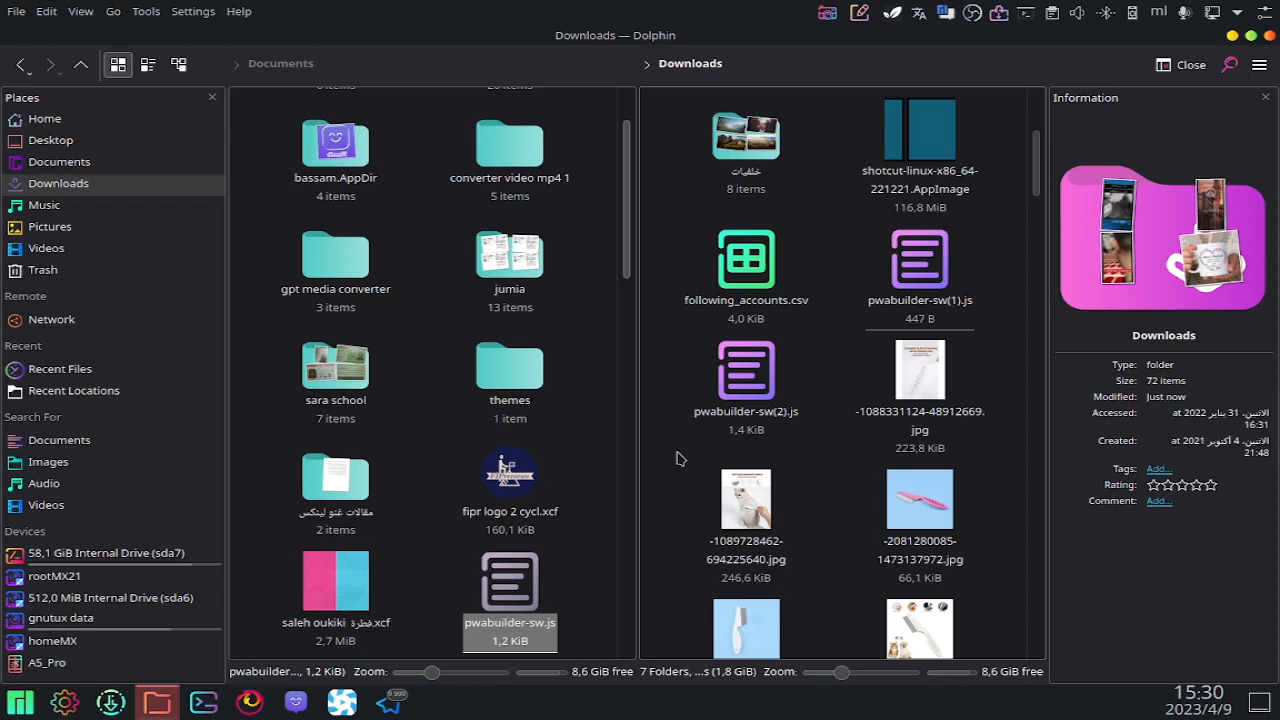 File Edit View Go Tools Settings Help
ml
Downloads — Dolphin
Documents
Downloads
Close
Places
Home
Desktop
Documents
Downloads
Music
Pictures
Videos
Trash
Remote
Network
Recent
Recent Files
Recent Locations
Search For
Documents
Images
Audio
Videos
Devices
58,1 GiB Internal Drive (sda7)
rootMX21
512,0 MiB Internal Drive (sda6)
gnutux data
homeMX
A5_Pro
bassam.AppDir
4 items
converter video mp4 1
5 items
gpt media converter
3 items
jumia
13 items
sara school
7 items
themes
1 item
مقالات غنو لينكس
2 items
fipr logo 2 cycl.xcf
160,1 KiB
saleh oukiki فطرة.xcf
2,7 MiB
pwabuilder-sw.js
1,2 KiB
pwabuilder..., 1,2 KiB)
Zoom:
8,6 GiB free
خلفيات
8 items
shotcut-linux-x86_64-
221221.AppImage
116,8 MiB
following_accounts.csv
4,0 KiB
pwabuilder-sw(1).js
447 B
pwabuilder-sw(2).js
1,4 KiB
-1088331124-48912669.
jpg
223,8 KiB
-1089728462-
694225640.jpg
246,6 KiB
-2081280085-
1473137972.jpg
66,1 KiB
7 Folders, ...s (1,8 GiB)
Zoom:
8,6 GiB free
Information
Downloads
Type: folder
Size: 72 items
Modified: Just now
Accessed: الاثنين، 31 يناير 2022 at
16:31
Created: الاثنين، 4 أكتوبر 2021 at
21:48
Tags: Add...
Rating:
Comment: Add...
9,999
15:30
2023/4/9